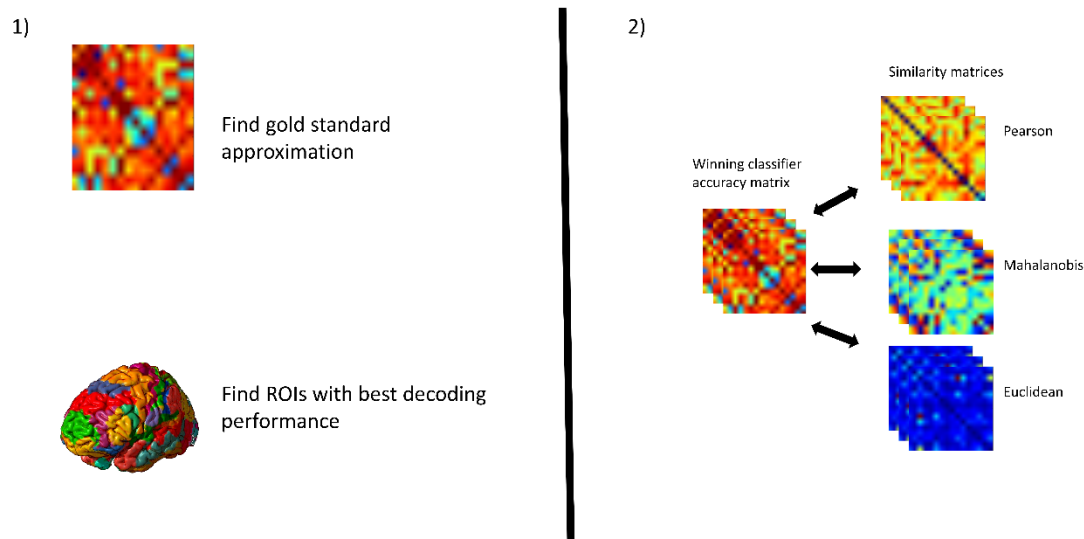 1)
Find gold standard
approximation
Find ROIs with best decoding
performance
2)
Similarity matrices
Pearson
Winning classifier
accuracy matrix
Mahalanobis
Euclidean